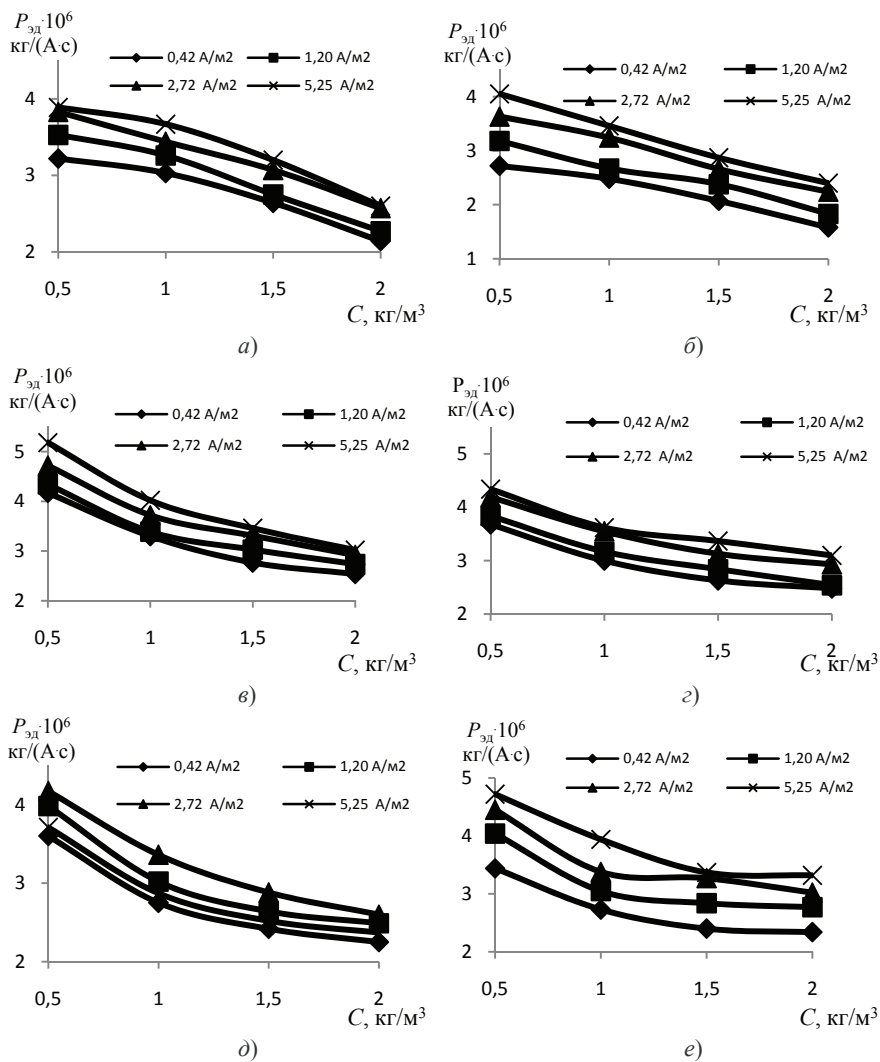 Pэд·10⁶
кг/(А·с)
0,42 А/м2
1,20 А/м2
2,72 А/м2
5,25 А/м2
4
3
2
0,5
1
1,5
2
C, кг/м³
а)
Pэд·10⁶
кг/(А·с)
0,42 А/м2
1,20 А/м2
2,72 А/м2
5,25 А/м2
4
3
2
1
0,5
1
1,5
2
C, кг/м³
б)
Pэд·10⁶
кг/(А·с)
0,42 А/м2
1,20 А/м2
2,72 А/м2
5,25 А/м2
5
4
3
2
0,5
1
1,5
2
C, кг/м³
в)
Pэд·10⁶
кг/(А·с)
0,42 А/м2
1,20 А/м2
2,72 А/м2
5,25 А/м2
5
4
3
2
0,5
1
1,5
2
C, кг/м³
г)
Pэд·10⁶
кг/(А·с)
0,42 А/м2
1,20 А/м2
2,72 А/м2
5,25 А/м2
4
3
2
0,5
1
1,5
2
C, кг/м³
д)
Pэд·10⁶
кг/(А·с)
0,42 А/м2
1,20 А/м2
2,72 А/м2
5,25 А/м2
5
4
3
2
0,5
1
1,5
2
C, кг/м³
е)